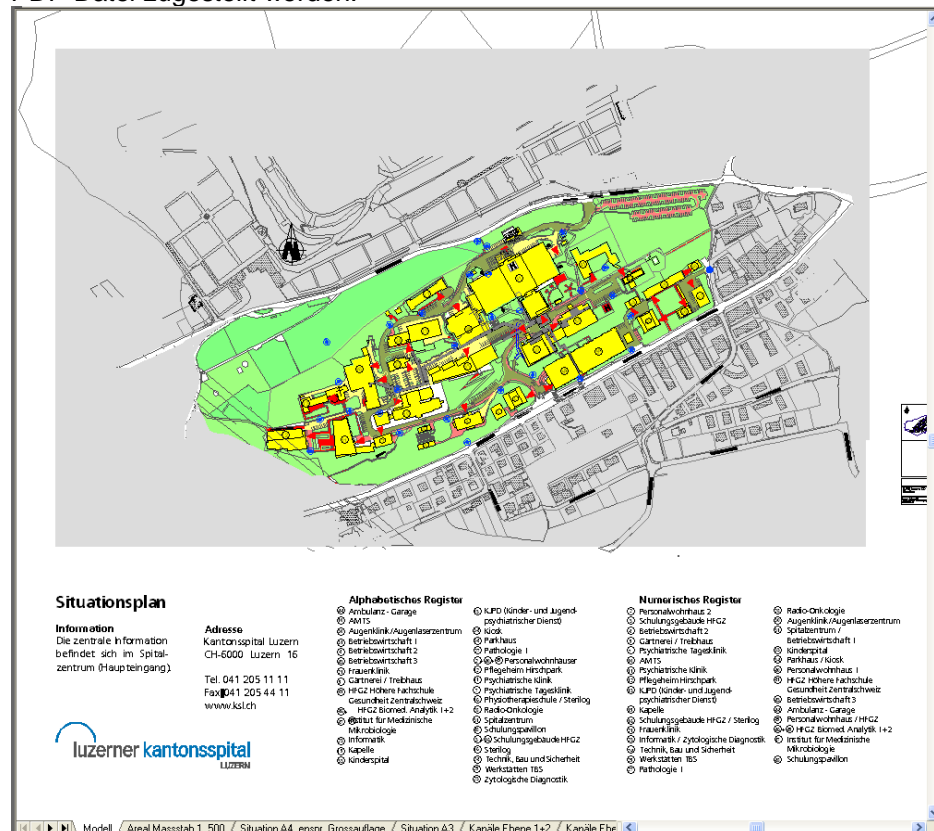 PDF-Datei zugestellt werden.
Situationsplan
Information
Die zentrale Information
befindet sich im Spital-
zentrum (Haupteingang).
Adresse
Kantonsspital Luzern
CH-6000 Luzern 16
Tel. 041 205 11 11
Fax 041 205 44 11
www.ksl.ch
luzerner kantonsspital
LUZERN
Alphabetisches Register
Ambulanz - Garage
AMTS
Augenklinik/Augenlaserzentrum
Betriebswirtschaft 1
Betriebswirtschaft 2
Betriebswirtschaft 3
Frauenklinik
Gärtnerei / Treibhaus
HFGZ Höhere Fachschule
Gesundheit Zentralschweiz
HFGZ Biomed. Analytik 1+2
Institut für Medizinische
Mikrobiologie
Informatik
Kapelle
Kinderspital
KJPD (Kinder- und Jugend-
psychiatrischer Dienst)
Kiosk
Parkhaus
Pathologie 1
Personalwohnhäuser
Pflegeheim Hirschpark
Psychiatrische Klinik
Psychiatrische Tagesklinik
Physiotherapieschule / Sterilog
Radio-Onkologie
Spitalzentrum
Schulungspavillon
Schulungsgebäude HFGZ
Sterilog
Technik, Bau und Sicherheit
Werkstätten TBS
Zytologische Diagnostik
Numerisches Register
Personalwohnhaus 2
Schulungsgebäude HFGZ
Betriebswirtschaft 2
Gärtnerei / Treibhaus
Psychiatrische Tagesklinik
AMTS
Psychiatrische Klinik
Pflegeheim Hirschpark
KJPD (Kinder- und Jugend-
psychiatrischer Dienst)
Kapelle
Schulungsgebäude HFGZ / Sterilog
Frauenklinik
Informatik / Zytologische Diagnostik
Technik, Bau und Sicherheit
Werkstätten TBS
Pathologie 1
Radio-Onkologie
Augenklinik/Augenlaserzentrum
Spitalzentrum /
Betriebswirtschaft 1
Kinderspital
Parkhaus / Kiosk
Personalwohnhaus 1
HFGZ Höhere Fachschule
Gesundheit Zentralschweiz
Betriebswirtschaft 3
Ambulanz - Garage
Personalwohnhaus / HFGZ
HFGZ Biomed. Analytik 1+2
Institut für Medizinische
Mikrobiologie
Schulungspavillon
Modell / Areal Massstab 1_500 / Situation A4 enspr. Grossauflage / Situation A3 / Kanäle Ebene 1+2 / Kanäle Ebe